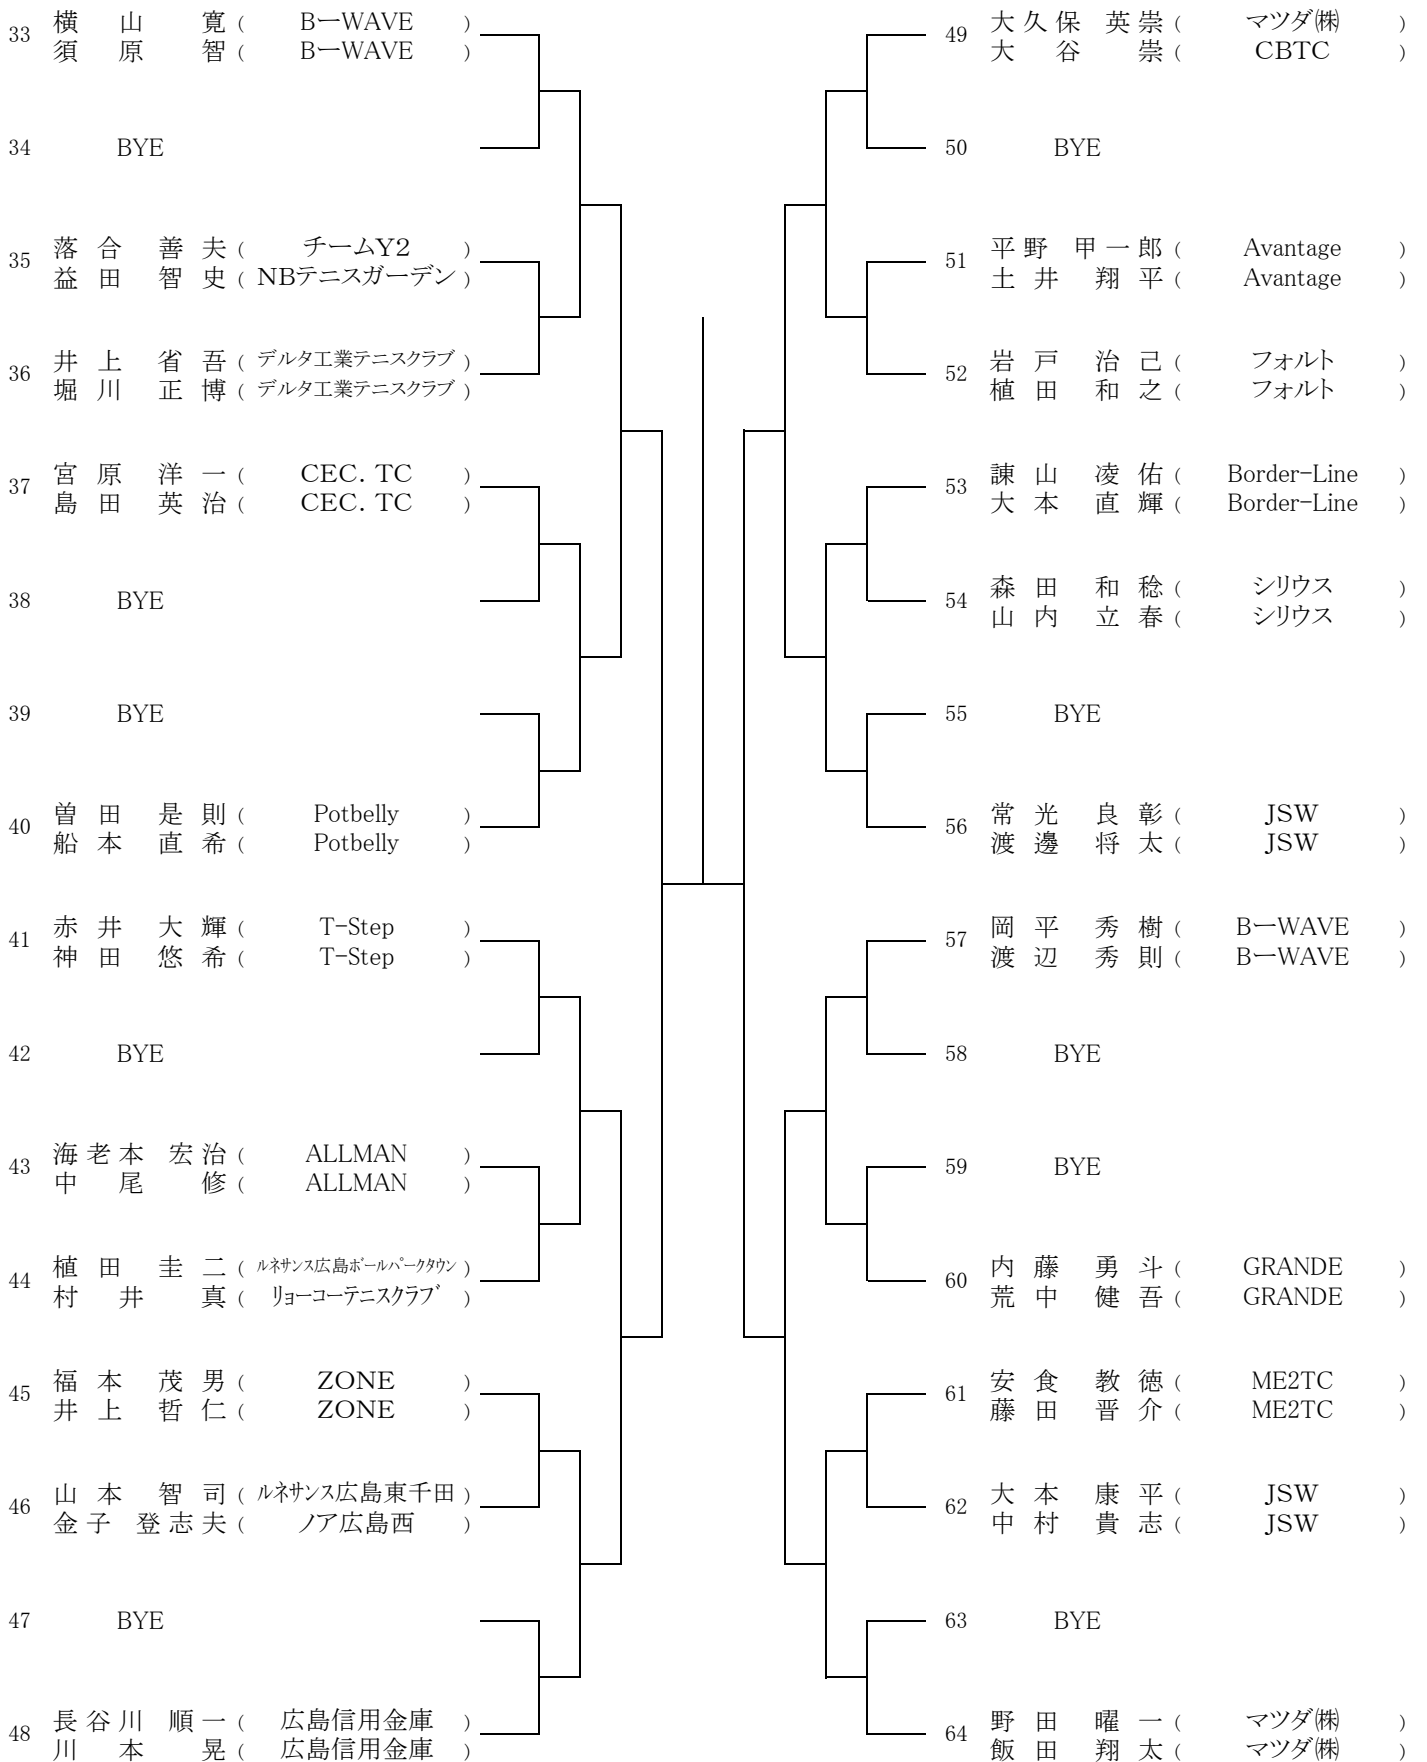 33 横山 寛 ( BーWAVE )
須原 智 ( BーWAVE )
34 BYE
35 落合 善夫 ( チームY2 )
益田 智史 ( NBテニスガーデン )
36 井上 省吾 ( デルタ工業テニスクラブ )
堀川 正博 ( デルタ工業テニスクラブ )
37 宮原 洋一 ( CEC. TC )
島田 英治 ( CEC. TC )
38 BYE
39 BYE
40 曽田 是則 ( Potbelly )
船本 直希 ( Potbelly )
41 赤井 大輝 ( T-Step )
神田 悠希 ( T-Step )
42 BYE
43 海老本 宏治 ( ALLMAN )
中尾 修 ( ALLMAN )
44 植田 圭二 ( ルネサンス広島ボールパークタウン )
村井 真 ( リョーコーテニスクラブ )
45 福本 茂男 ( ZONE )
井上 哲仁 ( ZONE )
46 山本 智司 ( ルネサンス広島東千田 )
金子 登志夫 ( ノア広島西 )
47 BYE
48 長谷川 順一 ( 広島信用金庫 )
川本 晃 ( 広島信用金庫 )
49 大久保 英崇 ( マツダ㈱ )
大谷 崇 ( CBTC )
50 BYE
51 平野 甲一郎 ( Avantage )
土井 翔平 ( Avantage )
52 岩戸 治己 ( フォルト )
植田 和之 ( フォルト )
53 諌山 凌佑 ( Border-Line )
大本 直輝 ( Border-Line )
54 森田 和稔 ( シリウス )
山内 立春 ( シリウス )
55 BYE
56 常光 良彰 ( JSW )
渡邊 将太 ( JSW )
57 岡平 秀樹 ( BーWAVE )
渡辺 秀則 ( BーWAVE )
58 BYE
59 BYE
60 内藤 勇斗 ( GRANDE )
荒中 健吾 ( GRANDE )
61 安食 教徳 ( ME2TC )
藤田 晋介 ( ME2TC )
62 大本 康平 ( JSW )
中村 貴志 ( JSW )
63 BYE
64 野田 曜一 ( マツダ㈱ )
飯田 翔太 ( マツダ㈱ )